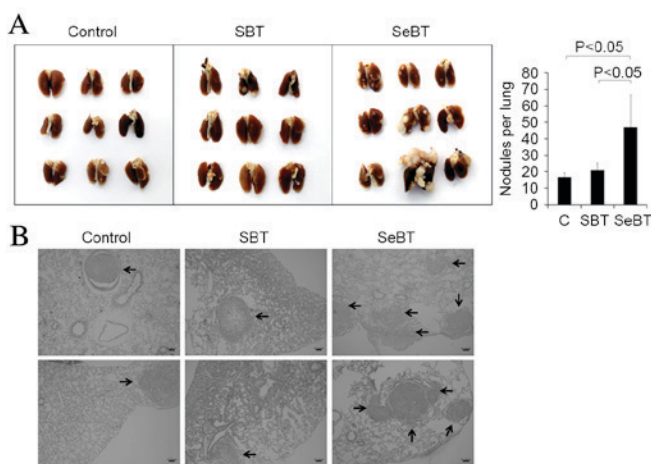 A
Control SBT SeBT
P<0.05
P<0.05
Nodules per lung
80
70
60
50
40
30
20
10
0
C SBT SeBT
B
Control SBT SeBT